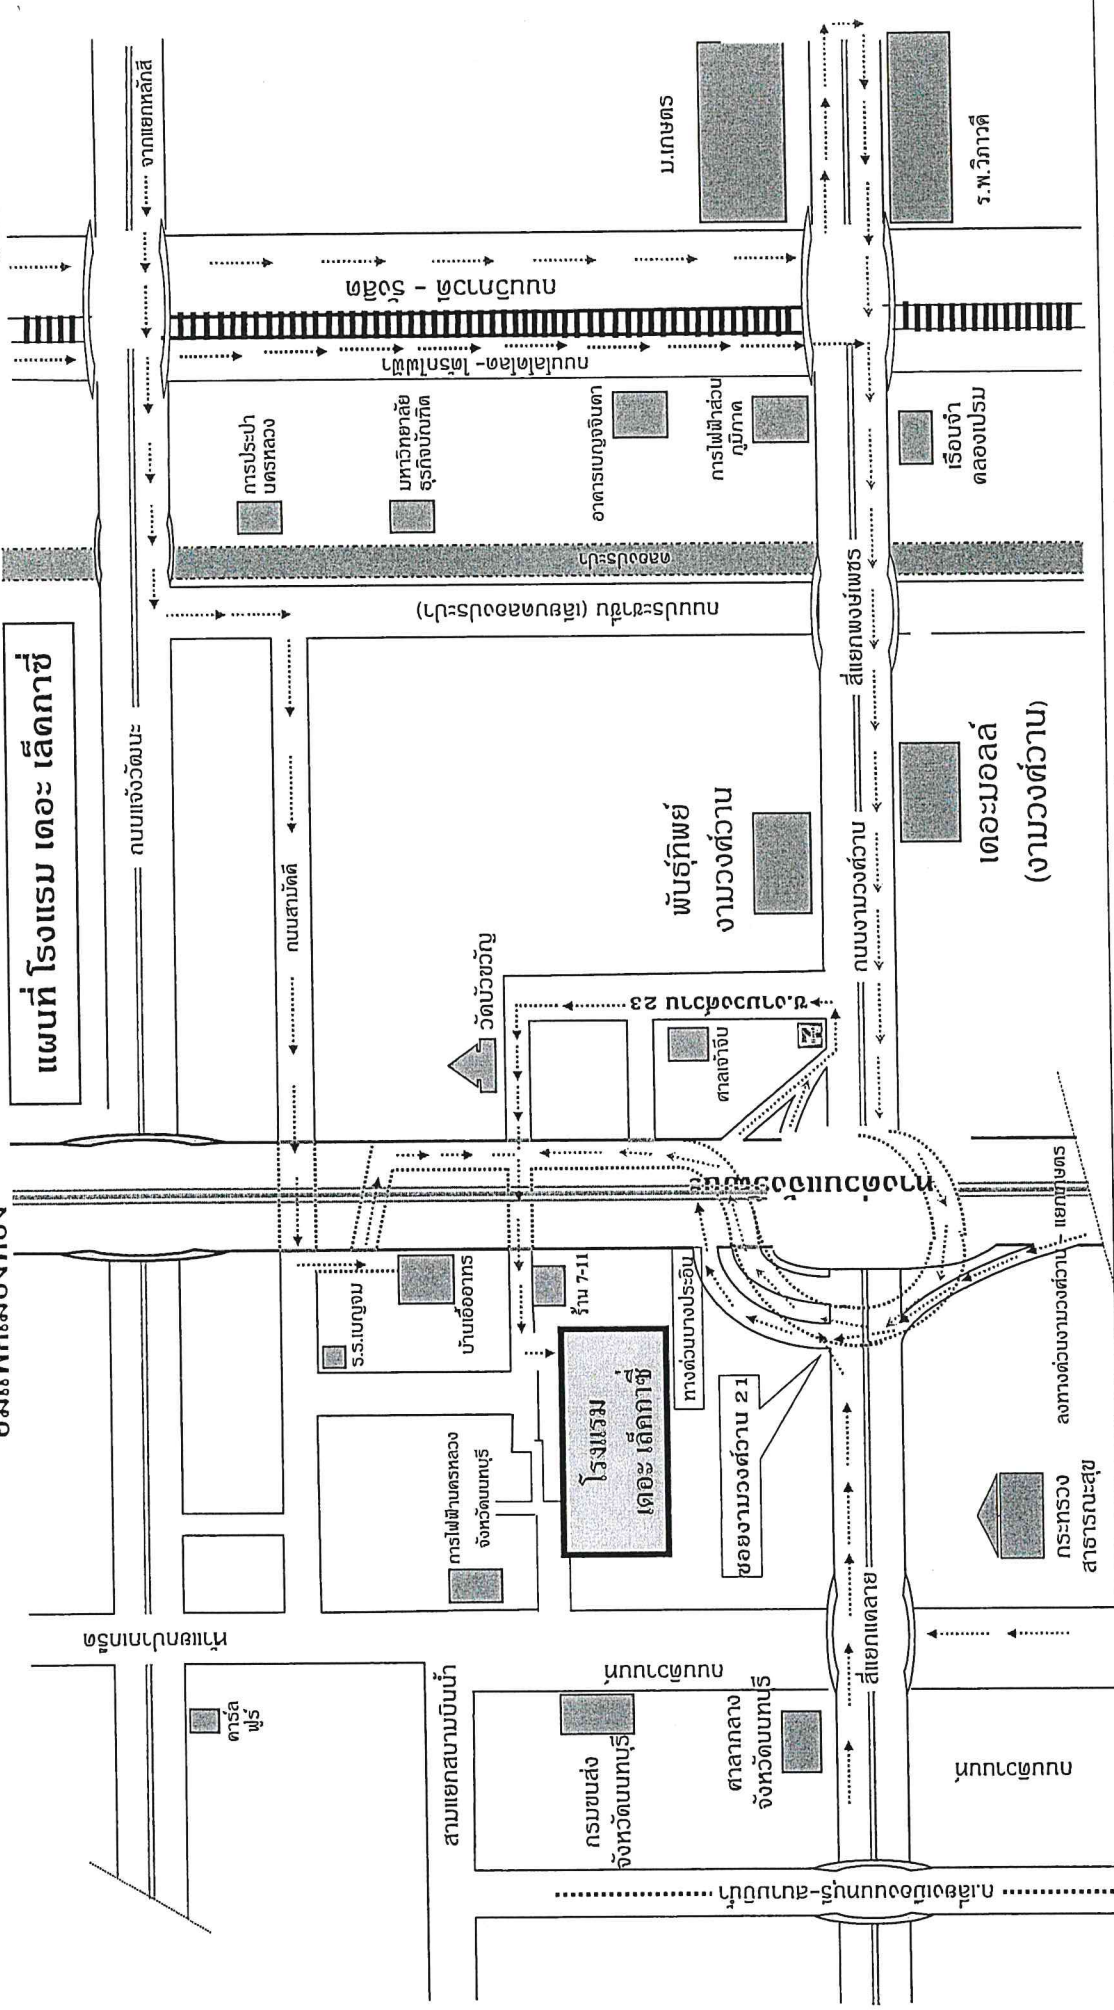 แผนที่ โรงแรม เดอะ เล็คกาซี่
จากแยกหลักสี่
ถนนแจ้งวัฒนะ
ห้าแยกปากเกร็ด
คาร์ล
ฟูร์
ถนนวิภาวดี - รังสิต
ถนนโลคัลโรด- ใต้รถไฟฟ้า
การประปา
นครหลวง
มหาวิทยาลัย
ธุรกิจบัณฑิต
อาคารเบญจจินดา
การไฟฟ้าส่วน
ภูมิภาค
คลองประปา
ถนนประชาชื่น (เลียบคลองประปา)
ถนนสามัคคี
วัดบัวขวัญ
ซ.งามวงศ์วาน 23
ศาลเจ้าจีน
พันธุ์ทิพย์
งามวงศ์วาน
ม.เกษตร
ร.พ.วิภาวดี
เรือนจำ
คลองเปรม
สี่แยกพงษ์เพชร
ถนนงามวงศ์วาน
เดอะมอลล์
(งามวงศ์วาน)
ร.ร.เบญจม
บ้านเอื้ออาทร
ร้าน 7-11
โรงแรม
เดอะ เล็คกาซี่
ทางด่วนบางปะอิน
ซอยงามวงศ์วาน 21
ลงทางด่วนงามวงศ์วาน – แยกเกษตร
การไฟฟ้านครหลวง
จังหวัดนนทบุรี
กระทรวง
สาธารณะสุข
สี่แยกแคลาย
ถนนติวานนท์
ถนนติวานนท์
สามแยกสนามบินน้ำ
กรมขนส่ง
จังหวัดนนทบุรี
ศาลากลาง
จังหวัดนนทบุรี
ถ.เลี่ยงเมืองนนทบุรี-สนามบินน้ำ